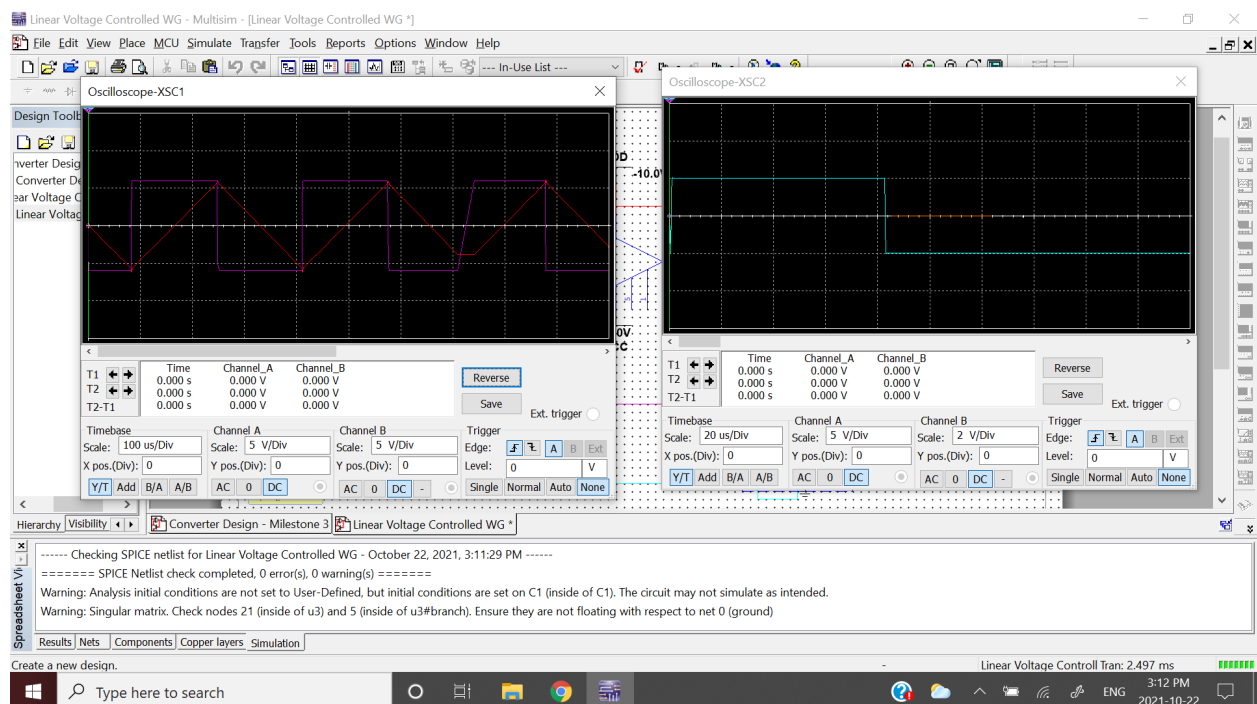 Linear Voltage Controlled WG - Multisim - [Linear Voltage Controlled WG *]
File Edit View Place MCU Simulate Transfer Tools Reports Options Window Help
--- In-Use List ---
Oscilloscope-XSC1
Oscilloscope-XSC2
Design Toolb
nverter Desig
Converter De
ear Voltage C
Linear Voltag
-10.0V
T1
T2
T2-T1
Time Channel_A Channel_B
0.000 s 0.000 V 0.000 V
0.000 s 0.000 V 0.000 V
0.000 s 0.000 V 0.000 V
Reverse
Save
Ext. trigger
Timebase
Scale: 100 us/Div
X pos.(Div): 0
Y/T Add B/A A/B
Channel A
Scale: 5 V/Div
Y pos.(Div): 0
AC 0 DC
Channel B
Scale: 5 V/Div
Y pos.(Div): 0
AC 0 DC -
Trigger
Edge: A B Ext
Level: 0 V
Single Normal Auto None
T1
T2
T2-T1
Time Channel_A Channel_B
0.000 s 0.000 V 0.000 V
0.000 s 0.000 V 0.000 V
0.000 s 0.000 V 0.000 V
Reverse
Save
Ext. trigger
Timebase
Scale: 20 us/Div
X pos.(Div): 0
Y/T Add B/A A/B
Channel A
Scale: 5 V/Div
Y pos.(Div): 0
AC 0 DC
Channel B
Scale: 2 V/Div
Y pos.(Div): 0
AC 0 DC -
Trigger
Edge: A B Ext
Level: 0 V
Single Normal Auto None
Hierarchy Visibility
Converter Design - Milestone 3 Linear Voltage Controlled WG *
Spreadsheet Vi
------ Checking SPICE netlist for Linear Voltage Controlled WG - October 22, 2021, 3:11:29 PM ------
======= SPICE Netlist check completed, 0 error(s), 0 warning(s) =======
Warning: Analysis initial conditions are not set to User-Defined, but initial conditions are set on C1 (inside of C1). The circuit may not simulate as intended.
Warning: Singular matrix. Check nodes 21 (inside of u3) and 5 (inside of u3#branch). Ensure they are not floating with respect to net 0 (ground)
Results Nets Components Copper layers Simulation
Create a new design.
-
Linear Voltage Controll Tran: 2.497 ms
Type here to search
ENG
3:12 PM
2021-10-22